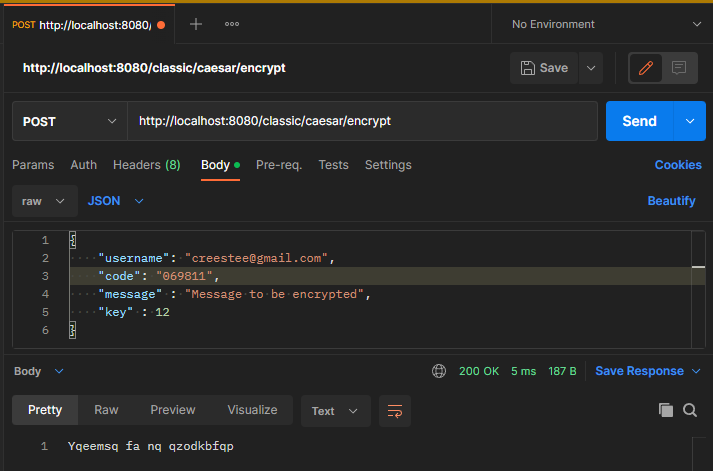 POST http://localhost:8080/
No Environment
http://localhost:8080/classic/caesar/encrypt
Save
POST
http://localhost:8080/classic/caesar/encrypt
Send
Params Auth Headers (8) Body Pre-req. Tests Settings Cookies
raw JSON Beautify
1 {
2 "username": "creestee@gmail.com",
3 "code": "069811",
4 "message" : "Message to be encrypted",
5 "key" : 12
6 }
Body 200 OK 5 ms 187 B Save Response
Pretty Raw Preview Visualize Text
1 Yqeemsq fa nq qzodkbfqp